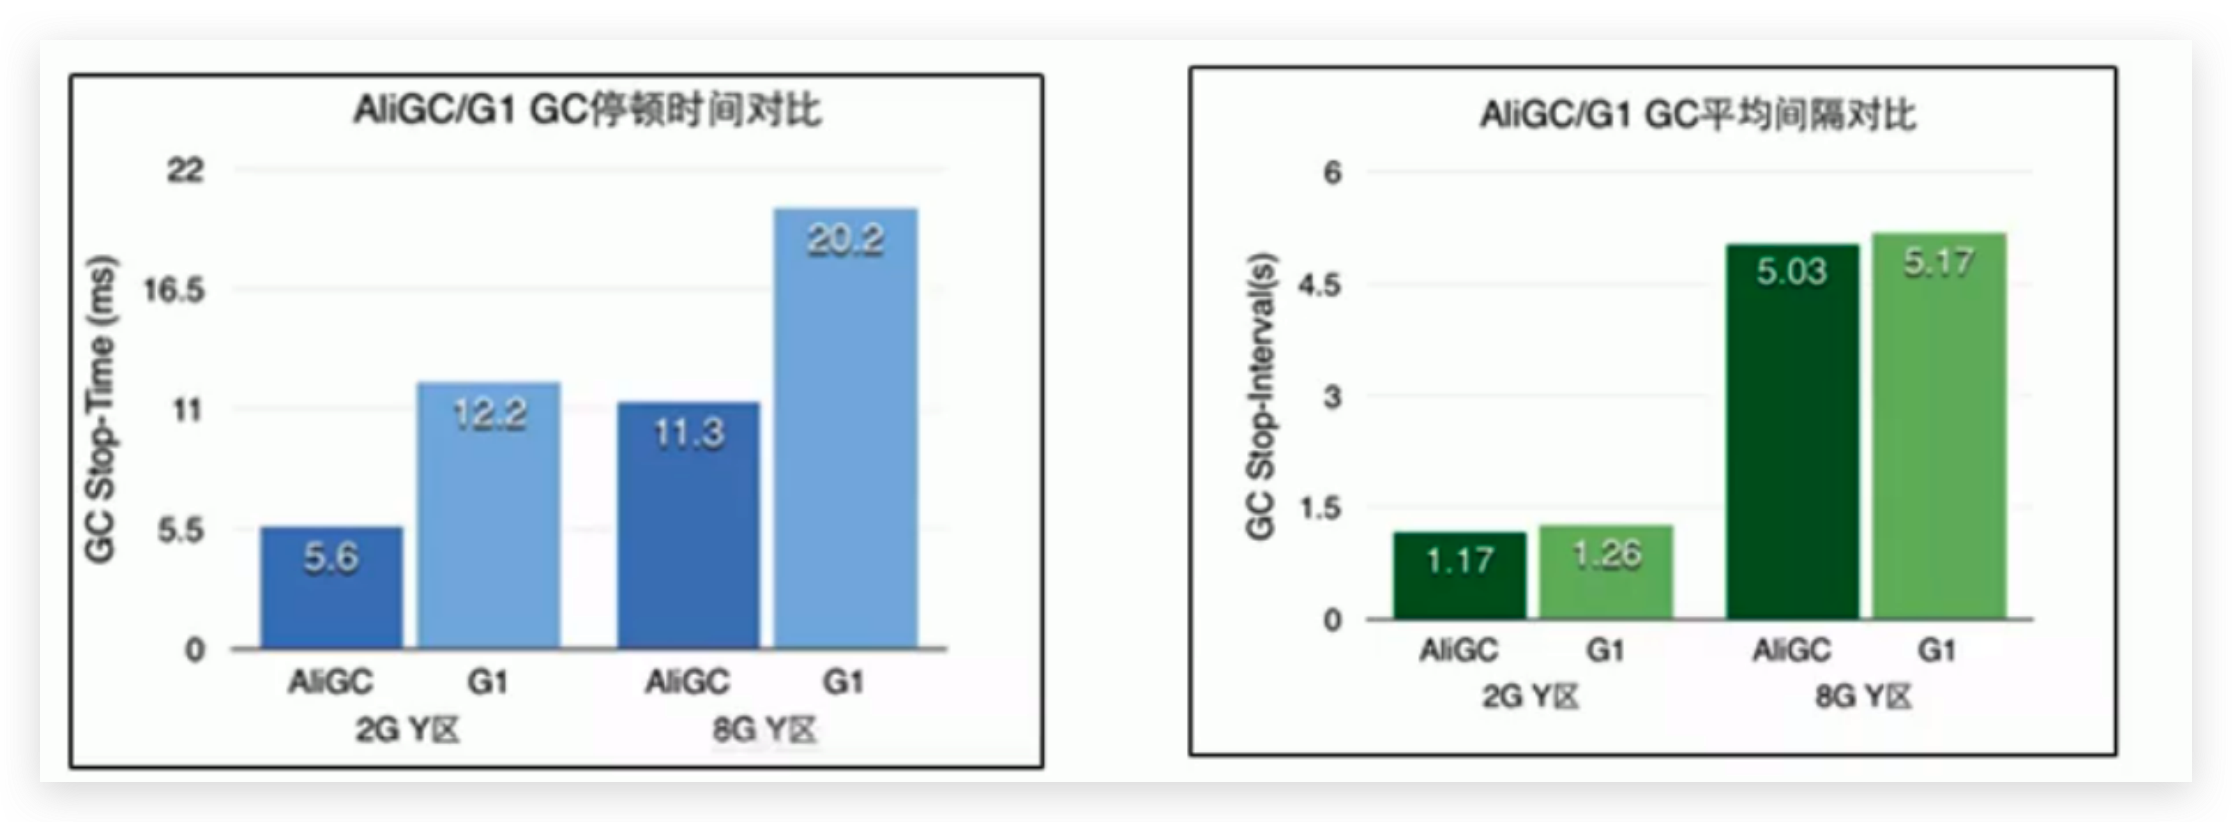 AliGC/G1 GC停顿时间对比
GC Stop-Time (ms)
22
16.5
11
5.5
0
5.6
12.2
11.3
20.2
AliGC G1 AliGC G1
2G Y区 8G Y区
AliGC/G1 GC平均间隔对比
GC Stop-Interval(s)
6
4.5
3
1.5
0
1.17
1.26
5.03
5.17
AliGC G1 AliGC G1
2G Y区 8G Y区